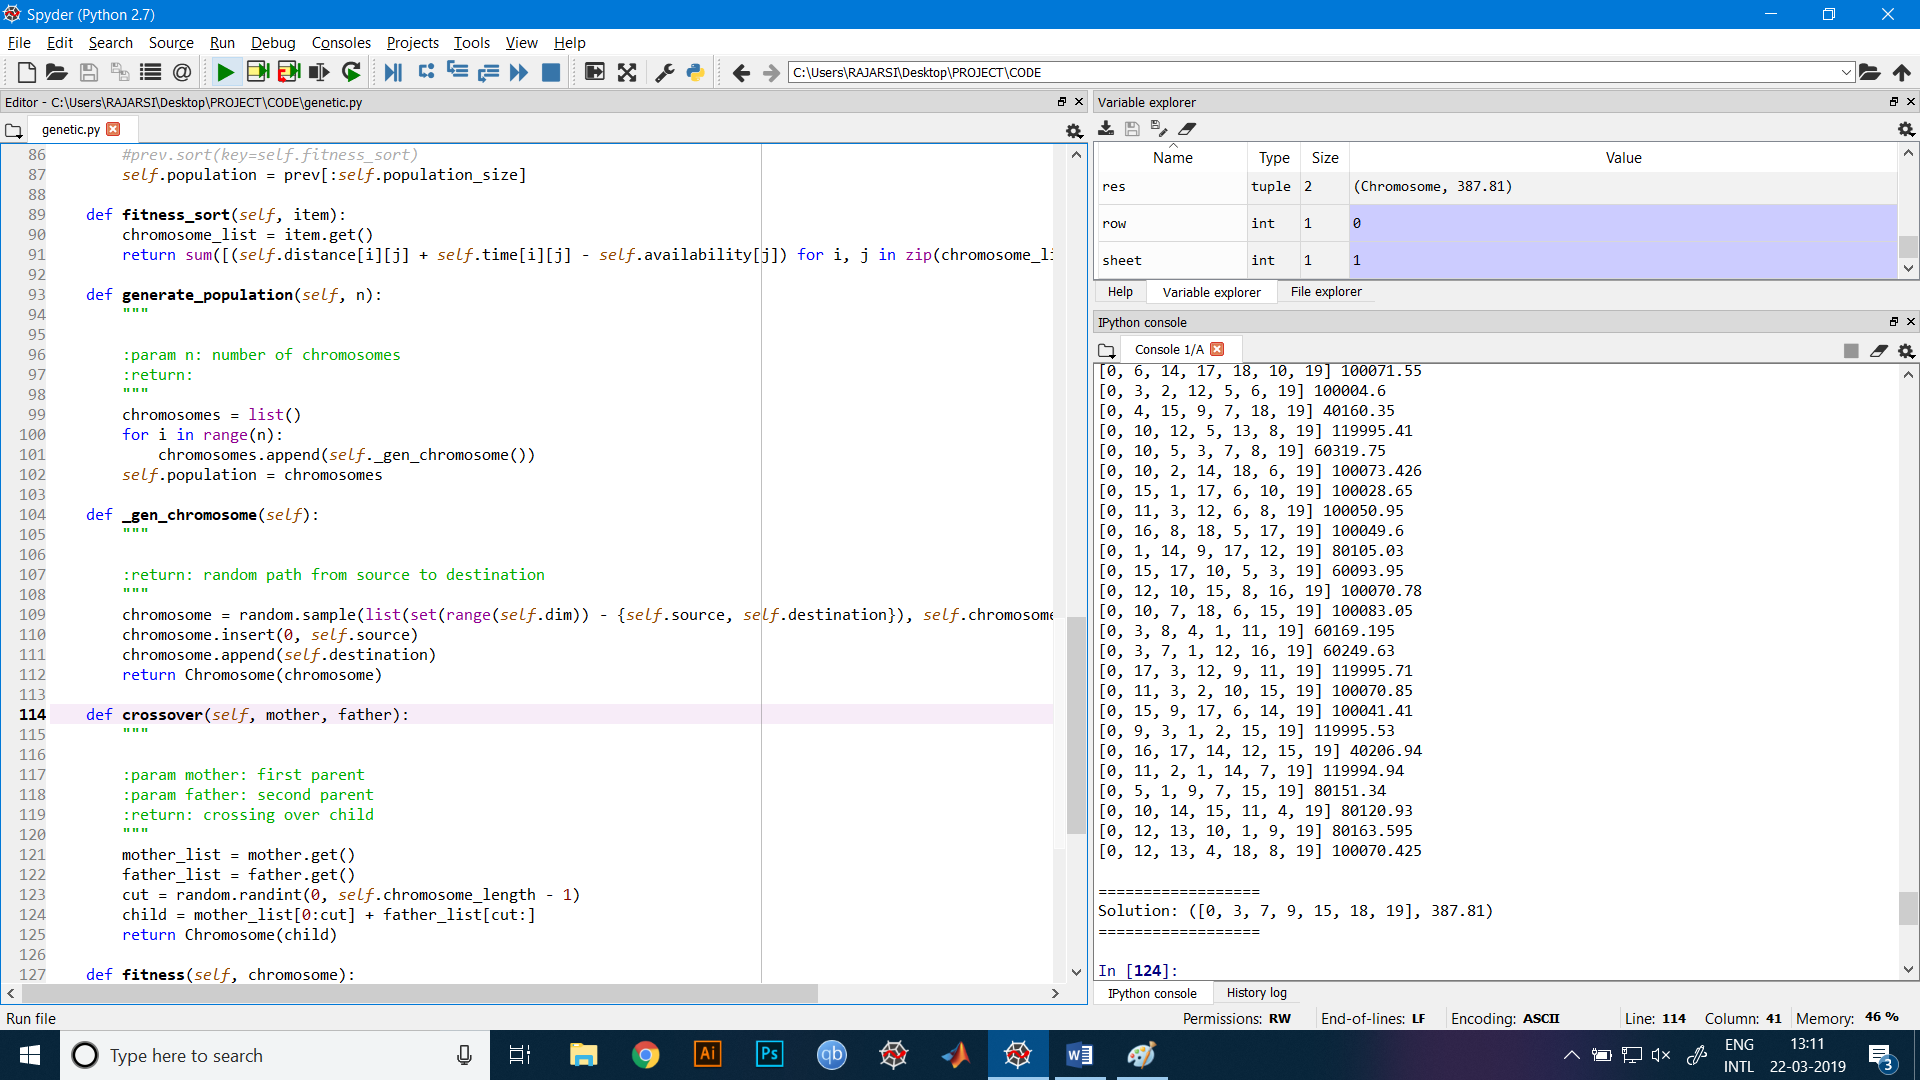 Spyder (Python 2.7)
File Edit Search Source Run Debug Consoles Projects Tools View Help
C:\Users\RAJARSI\Desktop\PROJECT\CODE
Editor - C:\Users\RAJARSI\Desktop\PROJECT\CODE\genetic.py
genetic.py
86 #prev.sort(key=self.fitness_sort)
87 self.population = prev[:self.population_size]
88
89 def fitness_sort(self, item):
90 chromosome_list = item.get()
91 return sum([(self.distance[i][j] + self.time[i][j] - self.availability[j]) for i, j in zip(chromosome_li
92
93 def generate_population(self, n):
94 """
95
96 :param n: number of chromosomes
97 :return:
98 """
99 chromosomes = list()
100 for i in range(n):
101 chromosomes.append(self._gen_chromosome())
102 self.population = chromosomes
103
104 def _gen_chromosome(self):
105 """
106
107 :return: random path from source to destination
108 """
109 chromosome = random.sample(list(set(range(self.dim)) - {self.source, self.destination}), self.chromosome
110 chromosome.insert(0, self.source)
111 chromosome.append(self.destination)
112 return Chromosome(chromosome)
113
114 def crossover(self, mother, father):
115 """
116
117 :param mother: first parent
118 :param father: second parent
119 :return: crossing over child
120 """
121 mother_list = mother.get()
122 father_list = father.get()
123 cut = random.randint(0, self.chromosome_length - 1)
124 child = mother_list[0:cut] + father_list[cut:]
125 return Chromosome(child)
126
127 def fitness(self, chromosome):
Variable explorer
Name Type Size Value
res tuple 2 (Chromosome, 387.81)
row int 1 0
sheet int 1 1
Help Variable explorer File explorer
IPython console
Console 1/A
[0, 6, 14, 17, 18, 10, 19] 100071.55
[0, 3, 2, 12, 5, 6, 19] 100004.6
[0, 4, 15, 9, 7, 18, 19] 40160.35
[0, 10, 12, 5, 13, 8, 19] 119995.41
[0, 10, 5, 3, 7, 8, 19] 60319.75
[0, 10, 2, 14, 18, 6, 19] 100073.426
[0, 15, 1, 17, 6, 10, 19] 100028.65
[0, 11, 3, 12, 6, 8, 19] 100050.95
[0, 16, 8, 18, 5, 17, 19] 100049.6
[0, 1, 14, 9, 17, 12, 19] 80105.03
[0, 15, 17, 10, 5, 3, 19] 60093.95
[0, 12, 10, 15, 8, 16, 19] 100070.78
[0, 10, 7, 18, 6, 15, 19] 100083.05
[0, 3, 8, 4, 1, 11, 19] 60169.195
[0, 3, 7, 1, 12, 16, 19] 60249.63
[0, 17, 3, 12, 9, 11, 19] 119995.71
[0, 11, 3, 2, 10, 15, 19] 100070.85
[0, 15, 9, 17, 6, 14, 19] 100041.41
[0, 9, 3, 1, 2, 15, 19] 119995.53
[0, 16, 17, 14, 12, 15, 19] 40206.94
[0, 11, 2, 1, 14, 7, 19] 119994.94
[0, 5, 1, 9, 7, 15, 19] 80151.34
[0, 10, 14, 15, 11, 4, 19] 80120.93
[0, 12, 13, 10, 1, 9, 19] 80163.595
[0, 12, 13, 4, 18, 8, 19] 100070.425
==================
Solution: ([0, 3, 7, 9, 15, 18, 19], 387.81)
==================
In [124]:
IPython console History log
Run file Permissions: RW End-of-lines: LF Encoding: ASCII Line: 114 Column: 41 Memory: 46 %
Type here to search
Ai
Ps
qb
ENG
INTL
13:11
22-03-2019
3